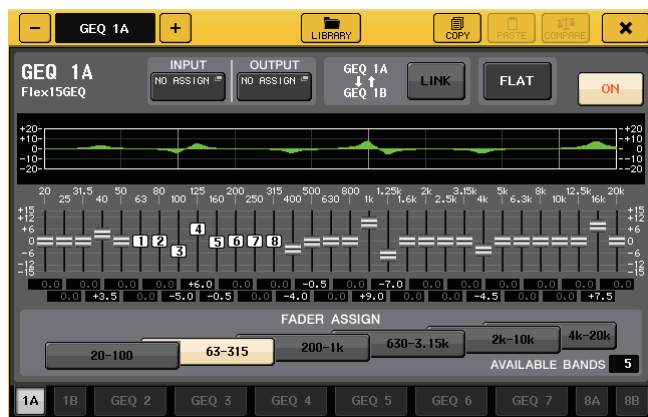 GEQ 1A
LIBRARY
COPY
PASTE
COMPARE
GEQ 1A
Flex15GEQ
INPUT
NO ASSIGN
OUTPUT
NO ASSIGN
GEQ 1A
GEQ 1B
LINK
FLAT
ON
+20 +20
+10 +10
0 0
-10 -10
-20 -20
20 31.5 50 80 125 200 315 500 800 1.25k 2k 3.15k 5k 8k 12.5k 20k
25 40 63 100 160 250 400 630 1k 1.6k 2.5k 4k 6.3k 10k 16k
+15 +15
+12 +12
+6 +6
0 0
-6 -6
-12 -12
-15 -15
1 2 3 4 5 6 7 8
0.0 0.0 0.0 0.0 +6.0 0.0 0.0 -0.5 0.0 -7.0 0.0 0.0 0.0 0.0 0.0 0.0
0.0 +3.5 0.0 -5.0 -0.5 0.0 -4.0 0.0 +9.0 0.0 0.0 -4.5 0.0 0.0 +7.5
FADER ASSIGN
20-100 63-315 200-1k 630-3.15k 2k-10k 4k-20k
AVAILABLE BANDS 5
1A 1B GEQ 2 GEQ 3 GEQ 4 GEQ 5 GEQ 6 GEQ 7 8A 8B